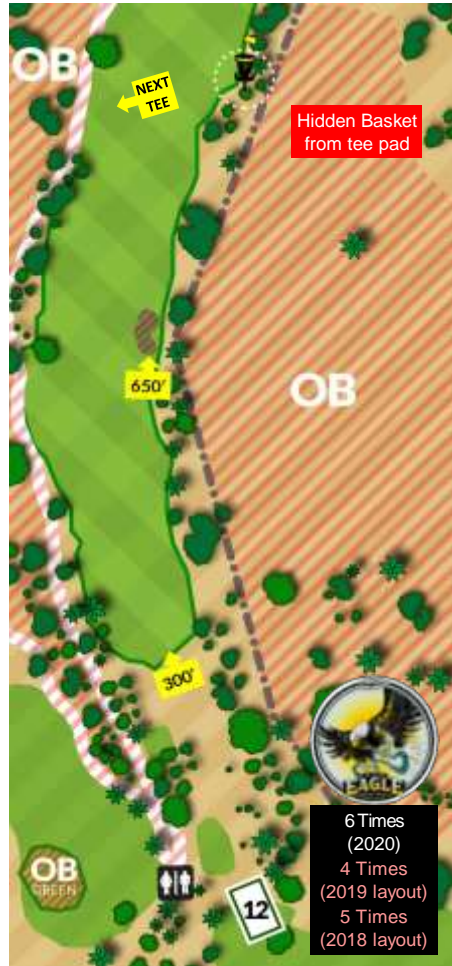 OB
NEXT
TEE
Hidden Basket
from tee pad
650'
OB
300'
EAGLE
6 Times
(2020)
4 Times
(2019 layout)
5 Times
(2018 layout)
OB
GREEN
12